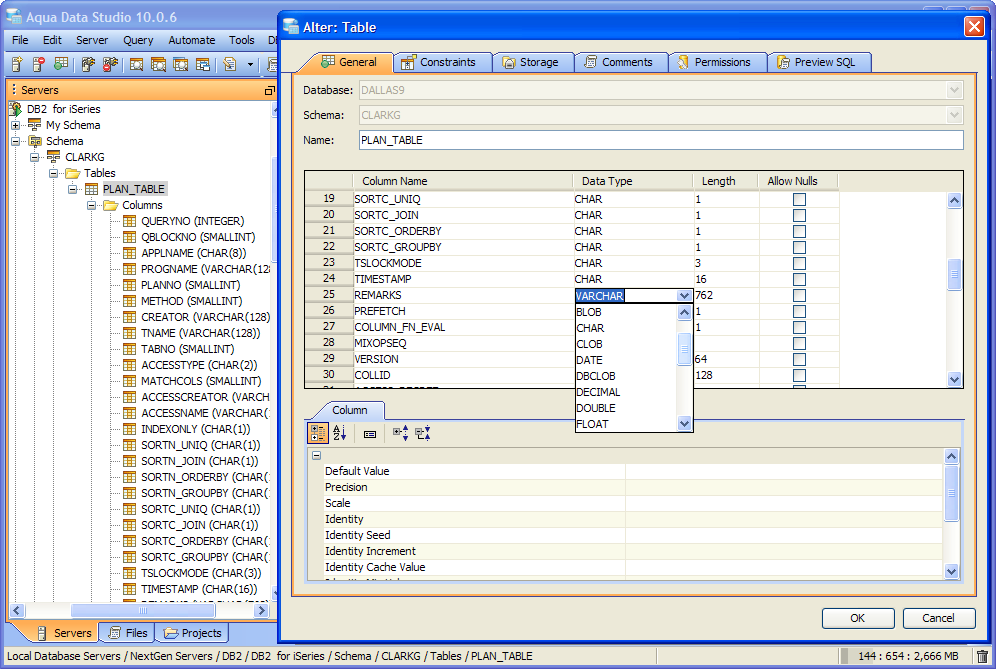 Aqua Data Studio 10.0.6
File Edit Server Query Automate Tools
Servers
DB2 for iSeries
My Schema
Schema
CLARKG
Tables
PLAN_TABLE
Columns
QUERYNO (INTEGER)
QBLOCKNO (SMALLINT)
APPLNAME (CHAR(8))
PROGNAME (VARCHAR(128
PLANNO (SMALLINT)
METHOD (SMALLINT)
CREATOR (VARCHAR(128)
TNAME (VARCHAR(128))
TABNO (SMALLINT)
ACCESSTYPE (CHAR(2))
MATCHCOLS (SMALLINT)
ACCESSCREATOR (VARCH
ACCESSNAME (VARCHAR(
INDEXONLY (CHAR(1))
SORTN_UNIQ (CHAR(1))
SORTN_JOIN (CHAR(1))
SORTN_ORDERBY (CHAR(
SORTN_GROUPBY (CHAR(
SORTC_UNIQ (CHAR(1))
SORTC_JOIN (CHAR(1))
SORTC_ORDERBY (CHAR(
SORTC_GROUPBY (CHAR(
TSLOCKMODE (CHAR(3))
TIMESTAMP (CHAR(16))
Servers Files Projects
Alter: Table
General Constraints Storage Comments Permissions Preview SQL
Database: DALLAS9
Schema: CLARKG
Name: PLAN_TABLE
Column Name Data Type Length Allow Nulls
19 SORTC_UNIQ CHAR 1
20 SORTC_JOIN CHAR 1
21 SORTC_ORDERBY CHAR 1
22 SORTC_GROUPBY CHAR 1
23 TSLOCKMODE CHAR 3
24 TIMESTAMP CHAR 16
25 REMARKS VARCHAR 762
26 PREFETCH 1
27 COLUMN_FN_EVAL 1
28 MIXOPSEQ
29 VERSION 64
30 COLLID 128
BLOB
CHAR
CLOB
DATE
DBCLOB
DECIMAL
DOUBLE
FLOAT
Column
Default Value
Precision
Scale
Identity
Identity Seed
Identity Increment
Identity Cache Value
OK Cancel
Local Database Servers / NextGen Servers / DB2 / DB2 for iSeries / Schema / CLARKG / Tables / PLAN_TABLE
144 : 654 : 2,666 MB